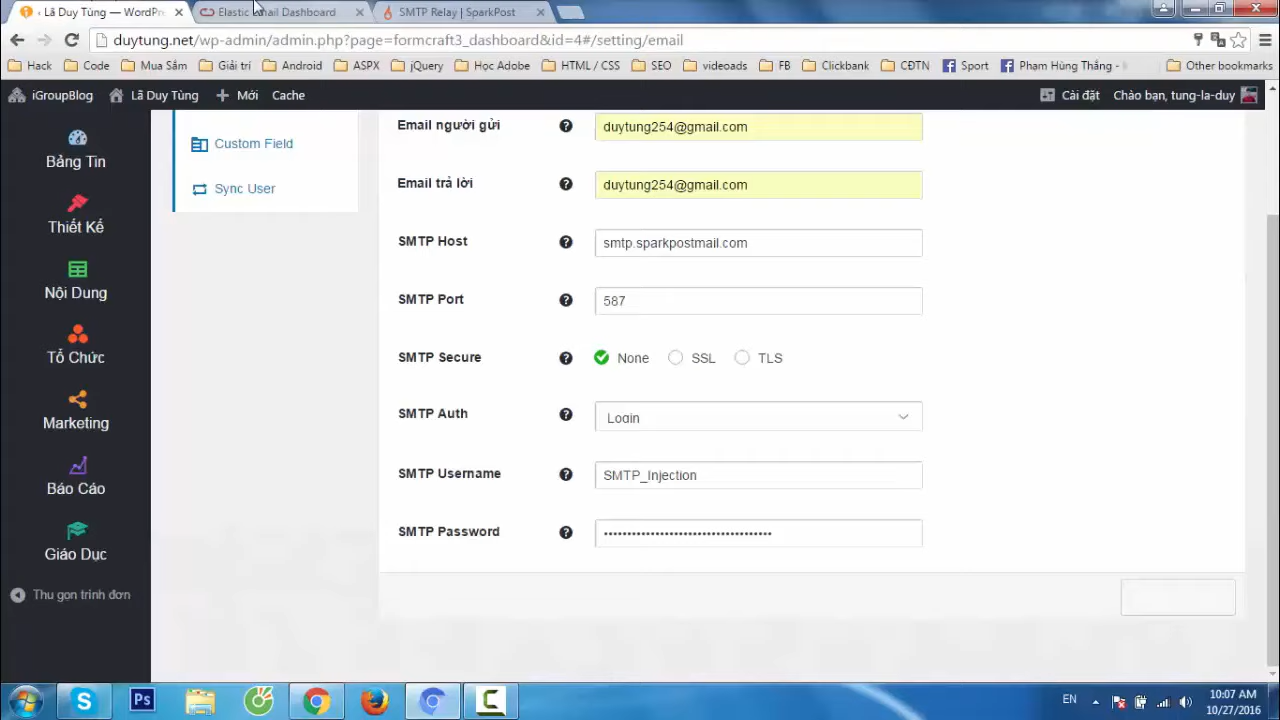 ‹ Lã Duy Tùng — WordPr
Elastic Email Dashboard
SMTP Relay | SparkPost
duytung.net/wp-admin/admin.php?page=formcraft3_dashboard&id=4#/setting/email
Hack
Code
Mua Sắm
Giải trí
Android
ASPX
jQuery
Học Adobe
HTML / CSS
SEO
videoads
FB
Clickbank
CĐTN
Sport
Phạm Hùng Thắng -
Other bookmarks
iGroupBlog
Lã Duy Tùng
Mới
Cache
Cài đặt
Chào bạn, tung-la-duy
Bảng Tin
Thiết Kế
Nội Dung
Tổ Chức
Marketing
Báo Cáo
Giáo Dục
Thu gọn trình đơn
Custom Field
Sync User
Email người gửi
duytung254@gmail.com
Email trả lời
duytung254@gmail.com
SMTP Host
smtp.sparkpostmail.com
SMTP Port
587
SMTP Secure
None
SSL
TLS
SMTP Auth
Login
SMTP Username
SMTP_Injection
SMTP Password
Ps
EN
10:07 AM
10/27/2016